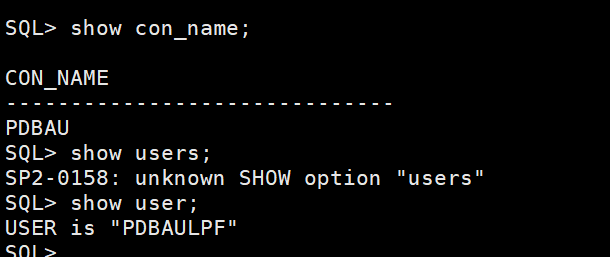 SQL> show con_name;
CON_NAME
------------------------------
PDBAU
SQL> show users;
SP2-0158: unknown SHOW option "users"
SQL> show user;
USER is "PDBAULPF"
SQL>